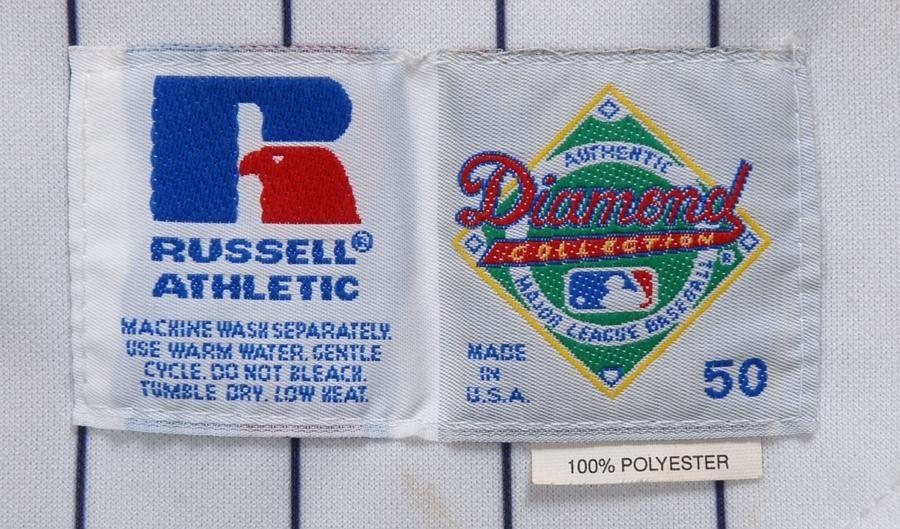 RUSSELL®
ATHLETIC
MACHINE WASH SEPARATELY.
USE WARM WATER. GENTLE
CYCLE. DO NOT BLEACH.
TUMBLE DRY. LOW HEAT.
AUTHENTIC
Diamond
COLLECTION
®
MAJOR LEAGUE BASEBALL
MADE
IN
U.S.A.
50
100% POLYESTER